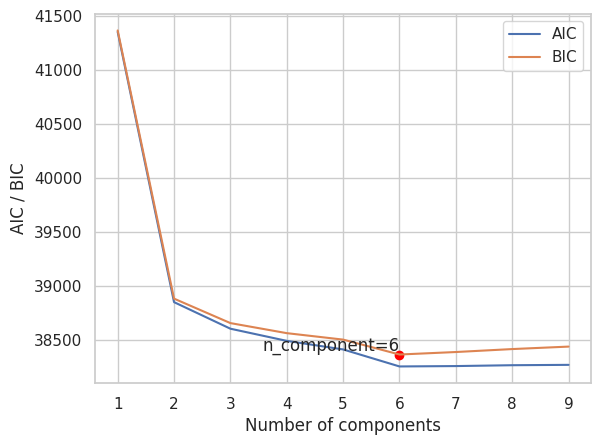 41500
41000
40500
40000
39500
39000
38500
AIC / BIC
AIC
BIC
n_component=6
1 2 3 4 5 6 7 8 9
Number of components